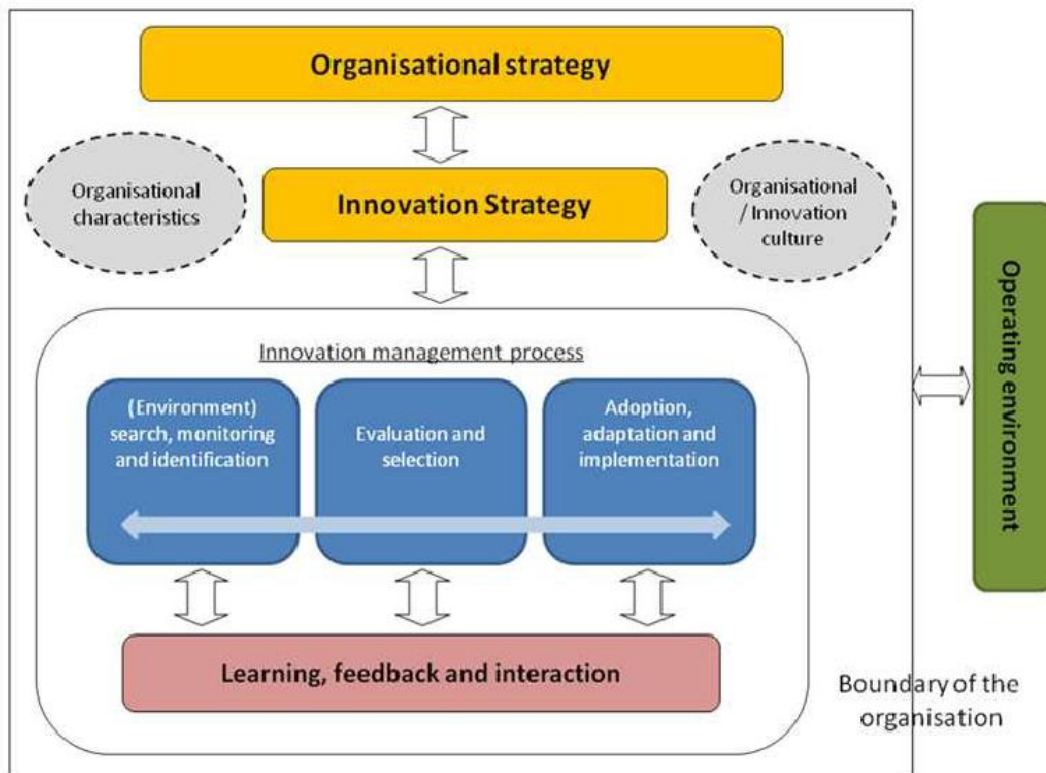 Organisational strategy
Organisational
characteristics
Innovation Strategy
Organisational
/ Innovation
culture
Operating environment
Innovation management process
(Environment)
search, monitoring
and identification
Evaluation and
selection
Adoption,
adaptation and
implementation
Learning, feedback and interaction
Boundary of the
organisation